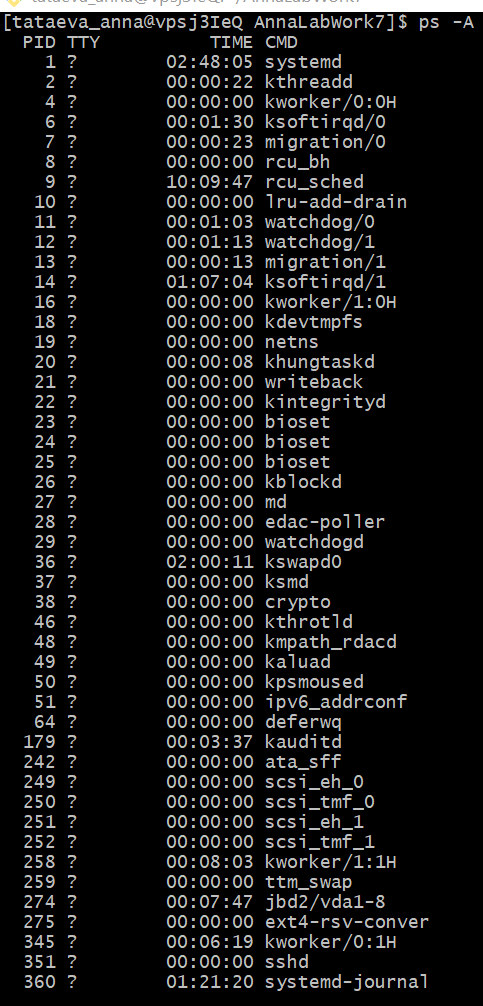 [tataeva_anna@vpsj3IeQ AnnaLabWork7]$ ps -A
PID TTY TIME CMD
1 ? 02:48:05 systemd
2 ? 00:00:22 kthreadd
4 ? 00:00:00 kworker/0:0H
6 ? 00:01:30 ksoftirqd/0
7 ? 00:00:23 migration/0
8 ? 00:00:00 rcu_bh
9 ? 10:09:47 rcu_sched
10 ? 00:00:00 lru-add-drain
11 ? 00:01:03 watchdog/0
12 ? 00:01:13 watchdog/1
13 ? 00:00:13 migration/1
14 ? 01:07:04 ksoftirqd/1
16 ? 00:00:00 kworker/1:0H
18 ? 00:00:00 kdevtmpfs
19 ? 00:00:00 netns
20 ? 00:00:08 khungtaskd
21 ? 00:00:00 writeback
22 ? 00:00:00 kintegrityd
23 ? 00:00:00 bioset
24 ? 00:00:00 bioset
25 ? 00:00:00 bioset
26 ? 00:00:00 kblockd
27 ? 00:00:00 md
28 ? 00:00:00 edac-poller
29 ? 00:00:00 watchdogd
36 ? 02:00:11 kswapd0
37 ? 00:00:00 ksmd
38 ? 00:00:00 crypto
46 ? 00:00:00 kthrotld
48 ? 00:00:00 kmpath_rdacd
49 ? 00:00:00 kaluad
50 ? 00:00:00 kpsmoused
51 ? 00:00:00 ipv6_addrconf
64 ? 00:00:00 deferwq
179 ? 00:03:37 kauditd
242 ? 00:00:00 ata_sff
249 ? 00:00:00 scsi_eh_0
250 ? 00:00:00 scsi_tmf_0
251 ? 00:00:00 scsi_eh_1
252 ? 00:00:00 scsi_tmf_1
258 ? 00:08:03 kworker/1:1H
259 ? 00:00:00 ttm_swap
274 ? 00:07:47 jbd2/vda1-8
275 ? 00:00:00 ext4-rsv-conver
345 ? 00:06:19 kworker/0:1H
351 ? 00:00:00 sshd
360 ? 01:21:20 systemd-journal